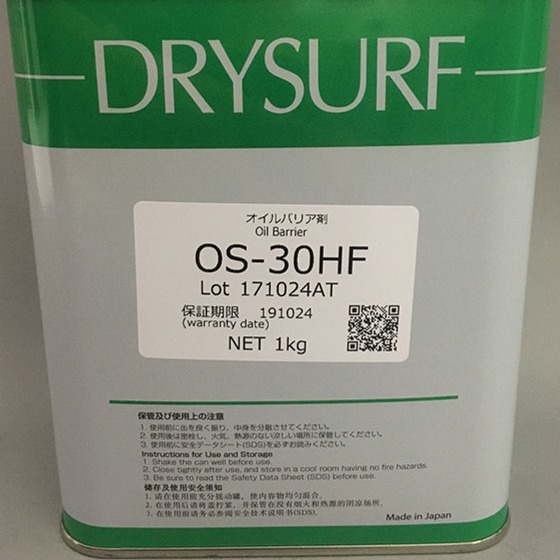 DRYSURF
オイルバリア剤
Oil Barrier
OS-30HF
Lot 171024AT
保証期限 191024
(warranty date)
NET 1kg
保管及び使用上の注意
1. 使用前に缶を良く振り、中身を分散させてください。
2. 使用後は密栓し、火気、熱源のない涼しい場所に保管してください。
3. 使用前に安全データシート(SDS)を必ずお読みください。
Instructions for Use and Storage
1. Shake the can well before use.
2. Close tightly after use, and store in a cool room having no fire hazards.
3. Be sure to read the Safety Data Sheet (SDS) before use.
储存及使用安全须知
1. 请在使用前充分摇动罐，使内容物均匀混合。
2. 在使用后请将盖拧紧，并保管在没有烟火和热源的阴凉场所。
3. 在使用前请务必参阅安全技术说明书(SDS)。
Made in Japan